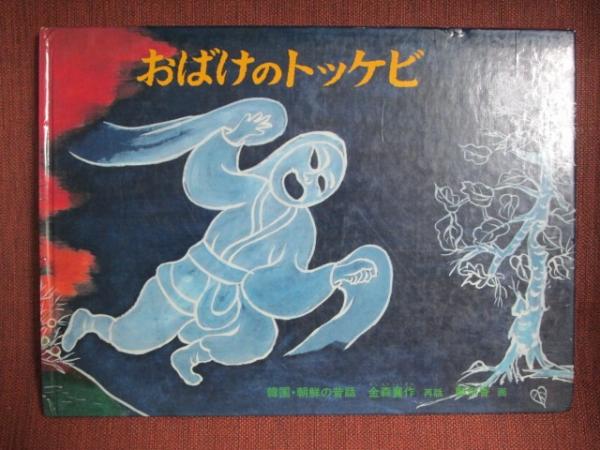 おばけのトッケビ
韓国・朝鮮の昔話 金森襄作 再話 画